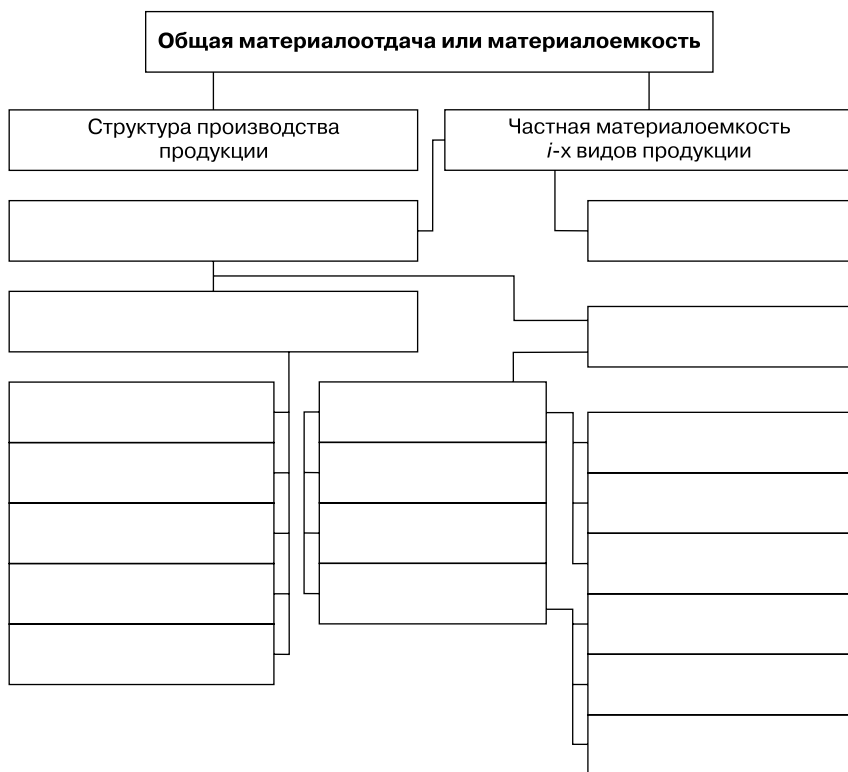 Общая материалоотдача или материалоемкость
Структура производства
продукции
Частная материалоемкость
i-х видов продукции